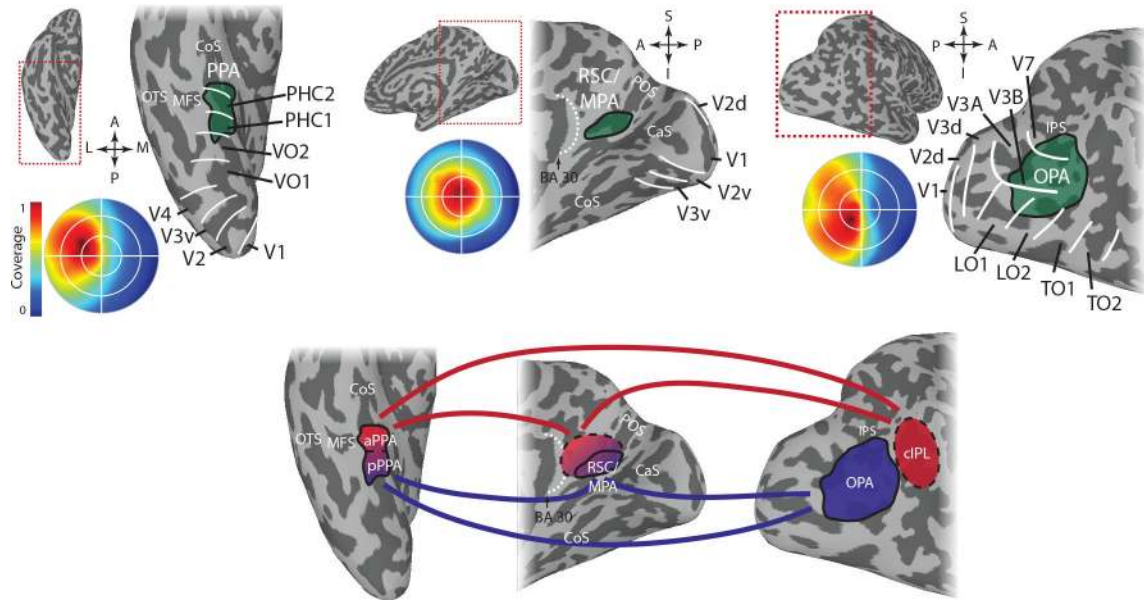 CoS
PPA
OTS
MFS
PHC2
PHC1
VO2
VO1
V4
V3v
V2
V1
A
L
M
P
1
Coverage
0
S
A
P
I
RSC/
MPA
POS
CaS
BA 30
CoS
V2d
V1
V2v
V3v
S
P
A
I
V7
V3B
V3A
V3d
V2d
V1
IPS
OPA
LO1
LO2
TO1
TO2
CoS
OTS
MFS
aPPA
pPPA
POS
RSC/
MPA
CaS
BA 30
CoS
IPS
cIPL
OPA